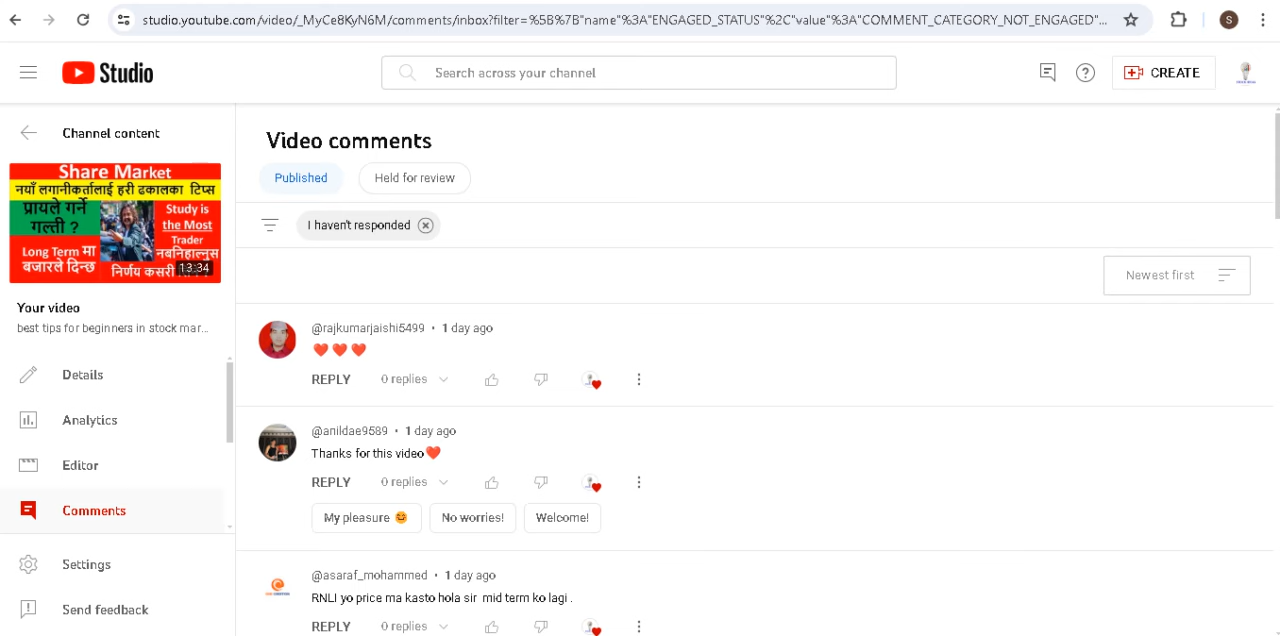 studio.youtube.com/video/_MyCe8KyN6M/comments/inbox?filter=%5B%7B"name"%3A"ENGAGED_STATUS"%2C"value"%3A"COMMENT_CATEGORY_NOT_ENGAGED"...
S
Studio
Search across your channel
CREATE
Channel content
Share Market
नयाँ लगानीकर्तालाई हरी ढकालका टिप्स
प्रायले गर्ने
गल्ती ?
Study is
the Most
Trader
Long Term मा
बजारले दिन्छ
नबनिहाल्नुस
निर्णय कसरी
13:34
Your video
best tips for beginners in stock mar...
Details
Analytics
Editor
Comments
Settings
Send feedback
Video comments
Published
Held for review
I haven't responded
Newest first
@rajkumarjaishi5499 • 1 day ago
❤️ ❤️ ❤️
REPLY 0 replies
@anildae9589 • 1 day ago
Thanks for this video❤️
REPLY 0 replies
My pleasure 😊 No worries! Welcome!
@asaraf_mohammed • 1 day ago
RNLI yo price ma kasto hola sir mid term ko lagi .
REPLY 0 replies